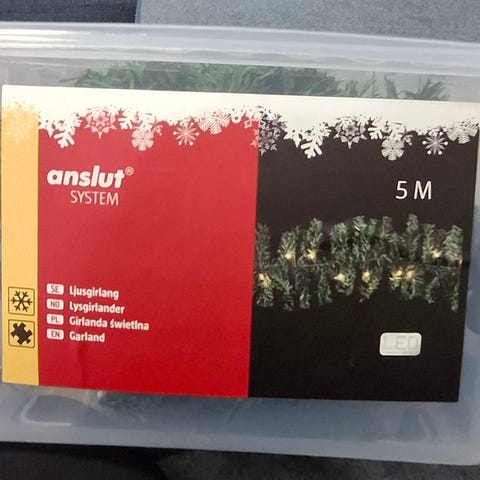 anslut®
SYSTEM
5 M
SE Ljusgirlang
NO Lysgirlander
PL Girlanda świetlna
EN Garland
LED